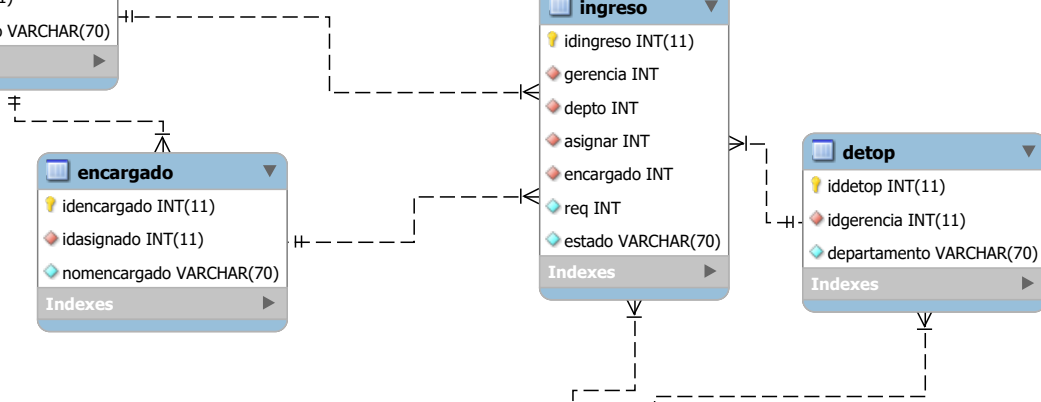 VARCHAR(70)
encargado
idencargado INT(11)
idasignado INT(11)
nomencargado VARCHAR(70)
Indexes
ingreso
idingreso INT(11)
gerencia INT
depto INT
asignar INT
encargado INT
req INT
estado VARCHAR(70)
Indexes
detop
iddetop INT(11)
idgerencia INT(11)
departamento VARCHAR(70)
Indexes